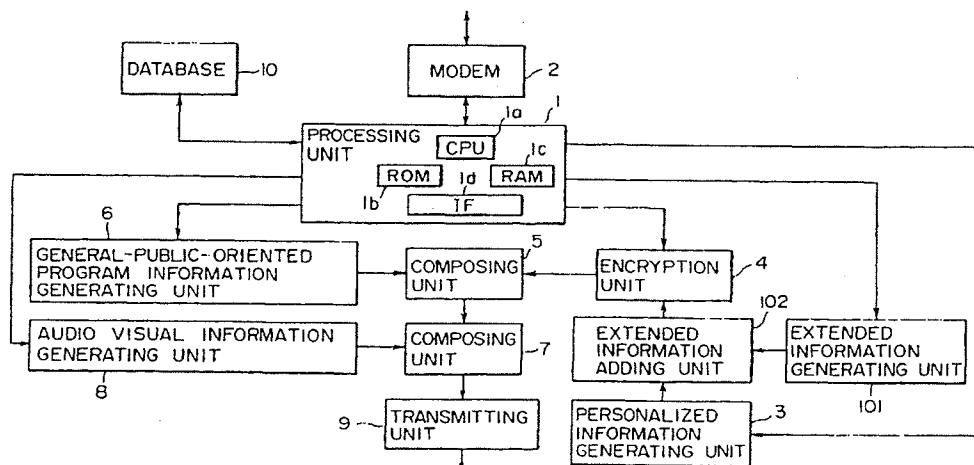 DATABASE
10
MODEM
2
1
PROCESSING
UNIT
1a
CPU
1c
ROM
1d
RAM
1b
IF
6
GENERAL-PUBLIC-ORIENTED
PROGRAM INFORMATION
GENERATING UNIT
5
COMPOSING
UNIT
ENCRYPTION
UNIT
4
102
AUDIO VISUAL INFORMATION
GENERATING UNIT
8
COMPOSING
UNIT
7
EXTENDED
INFORMATION
ADDING UNIT
EXTENDED
INFORMATION
GENERATING UNIT
101
9
TRANSMITTING
UNIT
PERSONALIZED
INFORMATION
GENERATING UNIT
3